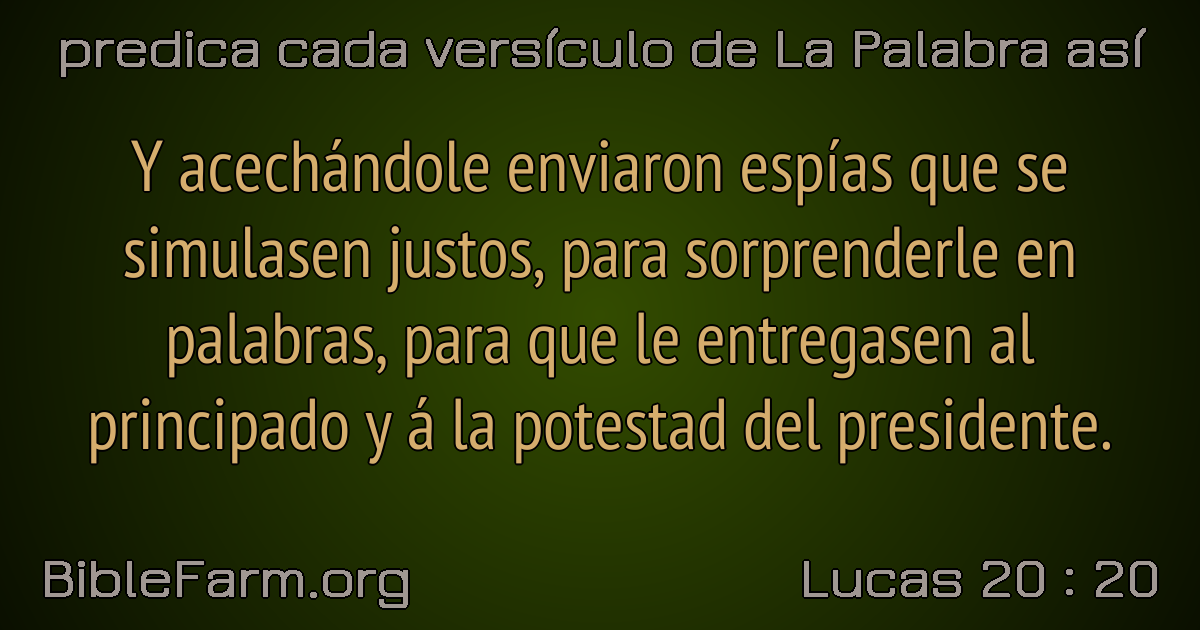 predica cada versículo de La Palabra así
Y acechándole enviaron espías que se
simulasen justos, para sorprenderle en
palabras, para que le entregasen al
principado y á la potestad del presidente.
BibleFarm.org
Lucas 20 : 20